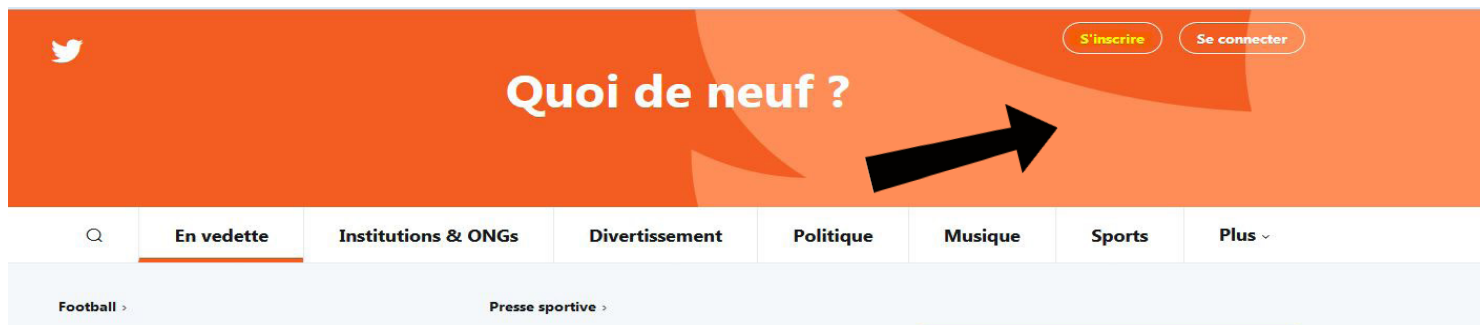 S'inscrire Se connecter
Quoi de neuf ?
En vedette Institutions & ONGs Divertissement Politique Musique Sports Plus
Football › Presse sportive ›